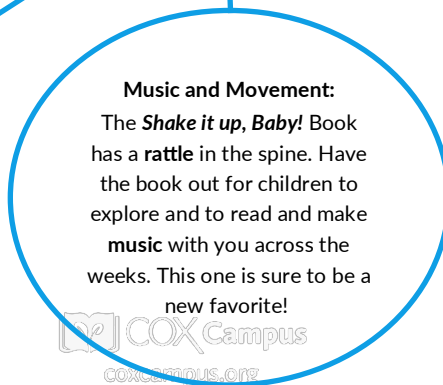 Music and Movement:
The Shake it up, Baby! Book
has a rattle in the spine. Have
the book out for children to
explore and to read and make
music with you across the
weeks. This one is sure to be a
new favorite!
COX Campus
coxcampus.org